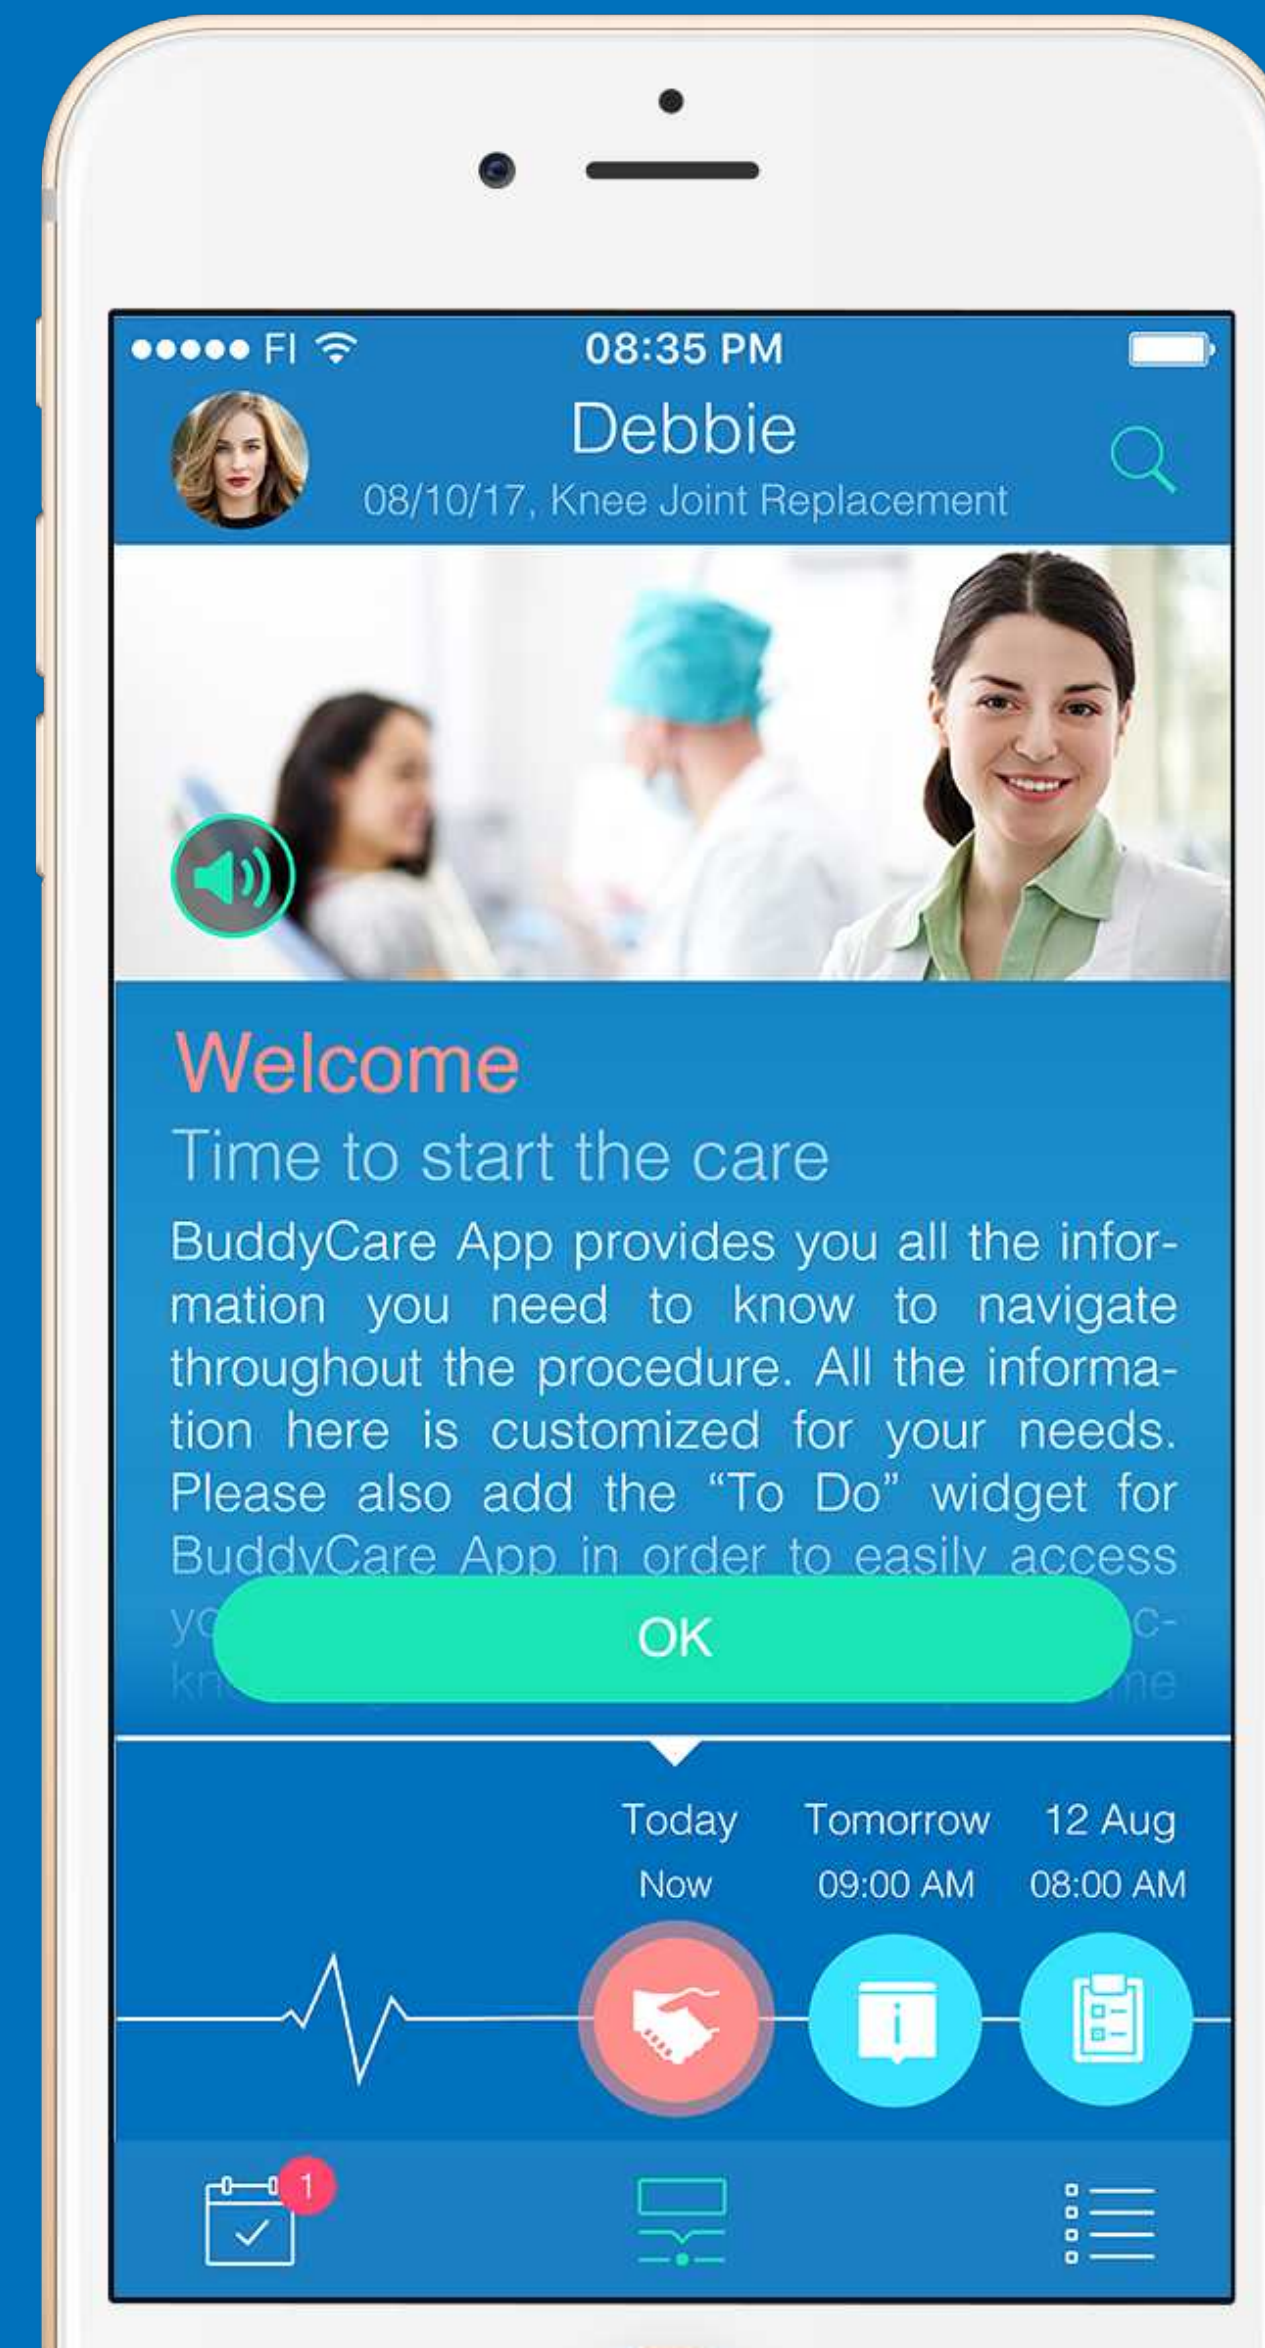 FI 08:35 PM
Debbie
08/10/17, Knee Joint Replacement
Welcome
Time to start the care
BuddyCare App provides you all the infor-
mation you need to know to navigate
throughout the procedure. All the informa-
tion here is customized for your needs.
Please also add the “To Do” widget for
BuddyCare App in order to easily access
OK
Today Tomorrow 12 Aug
Now 09:00 AM 08:00 AM
1